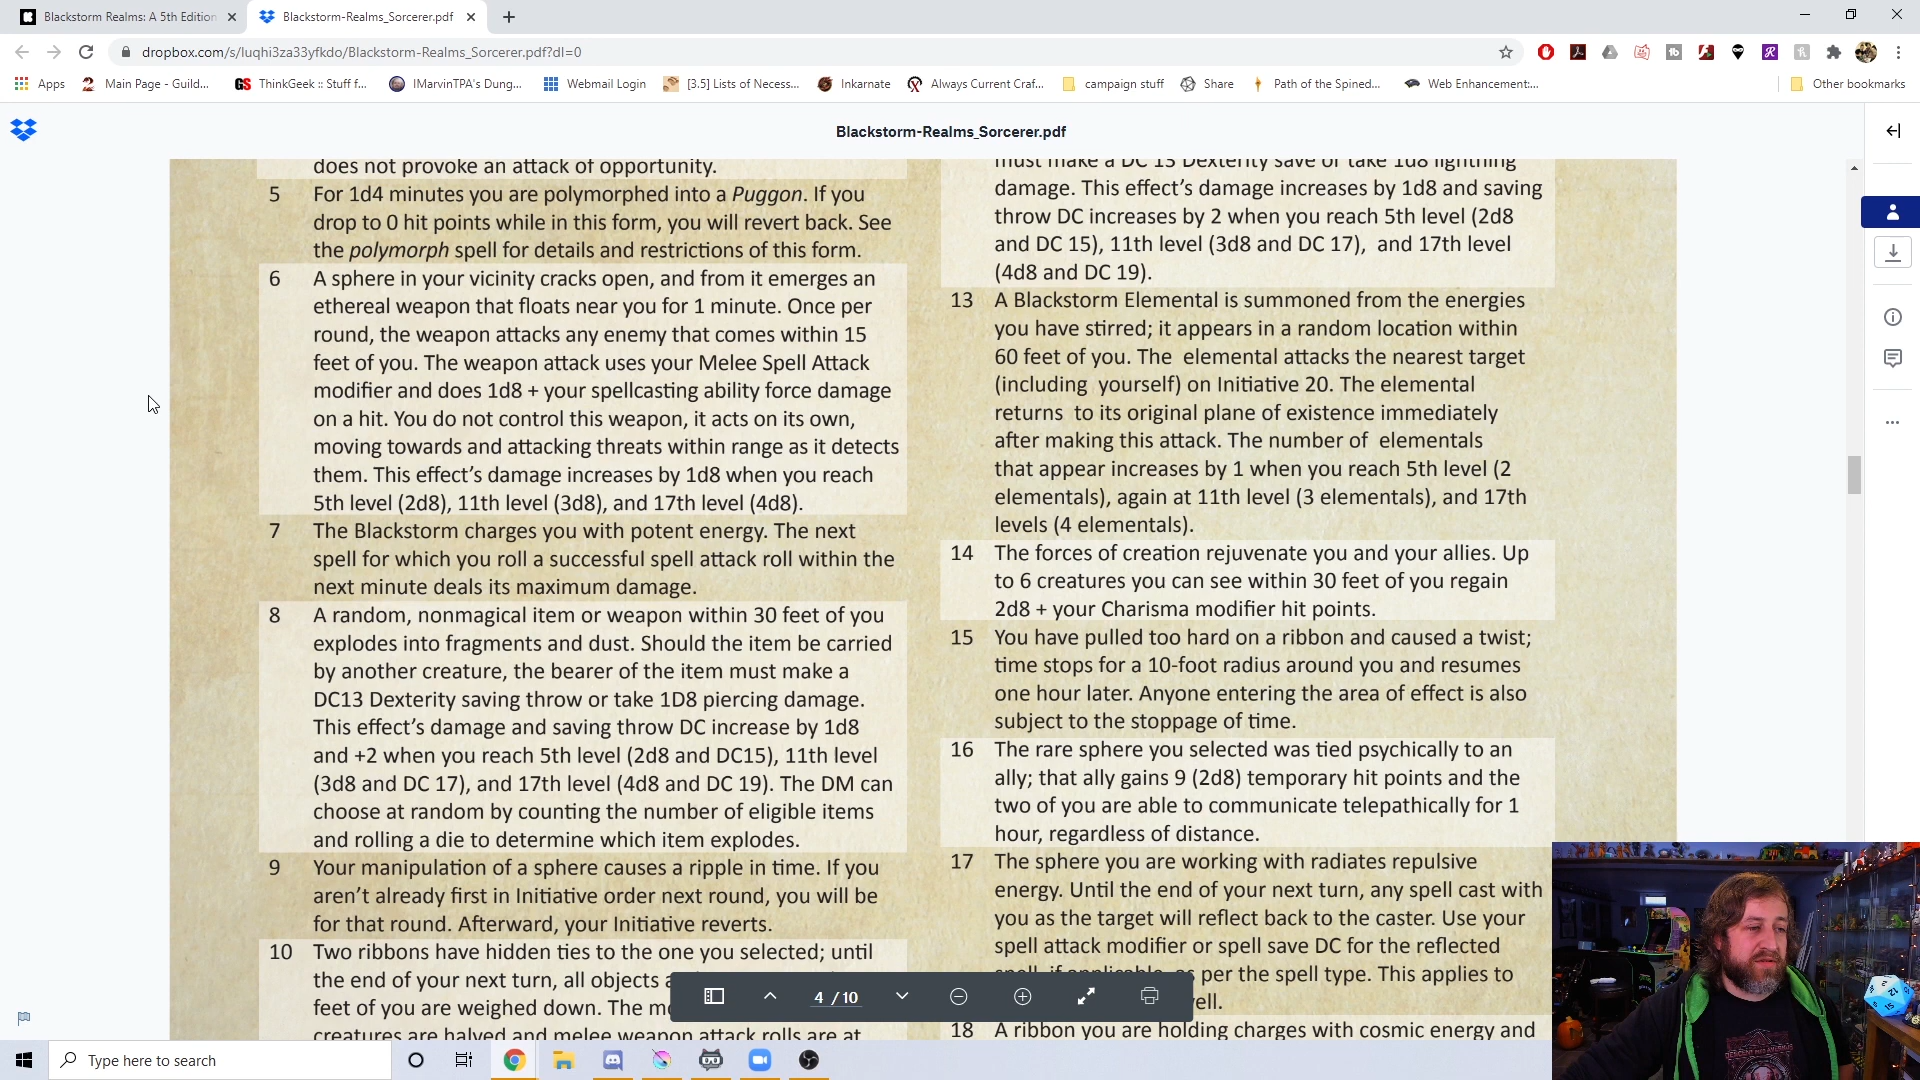 Blackstorm Realms: A 5th Edition
Blackstorm-Realms_Sorcerer.pdf
dropbox.com/s/luqhi3za33yfkdo/Blackstorm-Realms_Sorcerer.pdf?dl=0
Apps
Main Page - Guild...
GS
ThinkGeek :: Stuff f...
IMarvinTPA's Dung...
Webmail Login
[3.5] Lists of Necess...
Inkarnate
Always Current Craf...
campaign stuff
Share
Path of the Spined...
Web Enhancement:...
Other bookmarks
Blackstorm-Realms_Sorcerer.pdf
does not provoke an attack of opportunity.
5 For 1d4 minutes you are polymorphed into a Puggon. If you
drop to 0 hit points while in this form, you will revert back. See
the polymorph spell for details and restrictions of this form.
6 A sphere in your vicinity cracks open, and from it emerges an
ethereal weapon that floats near you for 1 minute. Once per
round, the weapon attacks any enemy that comes within 15
feet of you. The weapon attack uses your Melee Spell Attack
modifier and does 1d8 + your spellcasting ability force damage
on a hit. You do not control this weapon, it acts on its own,
moving towards and attacking threats within range as it detects
them. This effect's damage increases by 1d8 when you reach
5th level (2d8), 11th level (3d8), and 17th level (4d8).
7 The Blackstorm charges you with potent energy. The next
spell for which you roll a successful spell attack roll within the
next minute deals its maximum damage.
8 A random, nonmagical item or weapon within 30 feet of you
explodes into fragments and dust. Should the item be carried
by another creature, the bearer of the item must make a
DC13 Dexterity saving throw or take 1D8 piercing damage.
This effect's damage and saving throw DC increase by 1d8
and +2 when you reach 5th level (2d8 and DC15), 11th level
(3d8 and DC 17), and 17th level (4d8 and DC 19). The DM can
choose at random by counting the number of eligible items
and rolling a die to determine which item explodes.
9 Your manipulation of a sphere causes a ripple in time. If you
aren't already first in Initiative order next round, you will be
for that round. Afterward, your Initiative reverts.
10 Two ribbons have hidden ties to the one you selected; until
the end of your next turn, all objects
feet of you are weighed down. The
creatures are halved and melee weapon attack rolls are at
must make a DC 13 Dexterity save or take 1d8 lightning
damage. This effect's damage increases by 1d8 and saving
throw DC increases by 2 when you reach 5th level (2d8
and DC 15), 11th level (3d8 and DC 17), and 17th level
(4d8 and DC 19).
13 A Blackstorm Elemental is summoned from the energies
you have stirred; it appears in a random location within
60 feet of you. The elemental attacks the nearest target
(including yourself) on Initiative 20. The elemental
returns to its original plane of existence immediately
after making this attack. The number of elementals
that appear increases by 1 when you reach 5th level (2
elementals), again at 11th level (3 elementals), and 17th
levels (4 elementals).
14 The forces of creation rejuvenate you and your allies. Up
to 6 creatures you can see within 30 feet of you regain
2d8 + your Charisma modifier hit points.
15 You have pulled too hard on a ribbon and caused a twist;
time stops for a 10-foot radius around you and resumes
one hour later. Anyone entering the area of effect is also
subject to the stoppage of time.
16 The rare sphere you selected was tied psychically to an
ally; that ally gains 9 (2d8) temporary hit points and the
two of you are able to communicate telepathically for 1
hour, regardless of distance.
17 The sphere you are working with radiates repulsive
energy. Until the end of your next turn, any spell cast with
you as the target will reflect back to the caster. Use your
spell attack modifier or spell save DC for the reflected
spell, if applicable, as per the spell type. This applies to
18 A ribbon you are holding charges with cosmic energy and
4 / 10
Type here to search